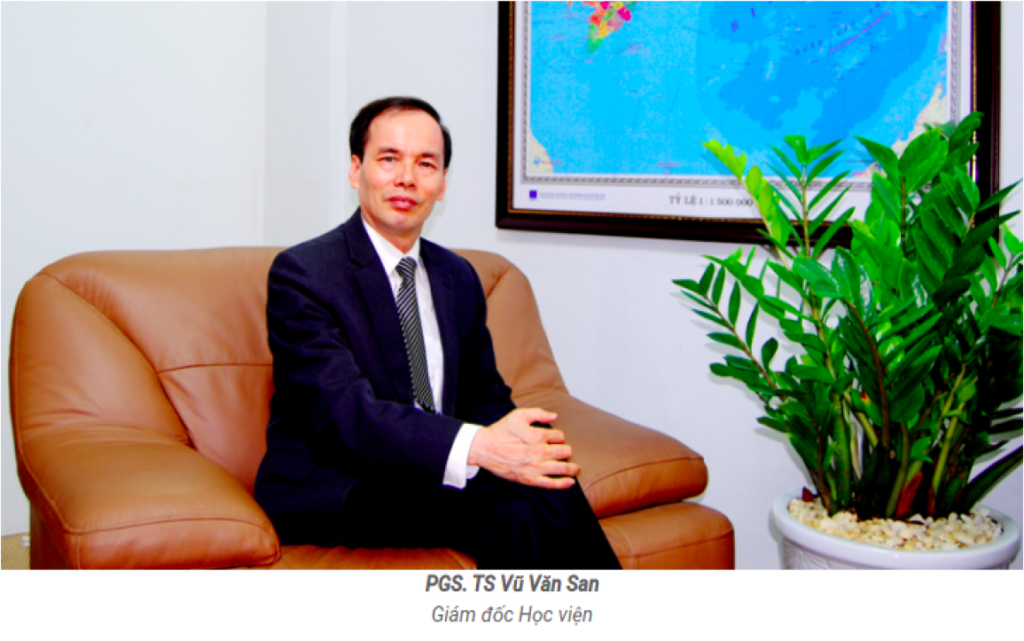 TỶ LỆ 1 : 1 500 000
PGS. TS Vũ Văn San
Giám đốc Học viện